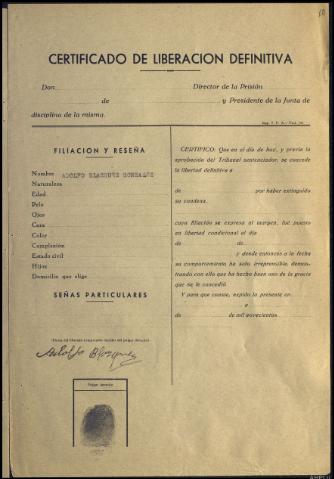 CERTIFICADO DE LIBERACION DEFINITIVA
Don
Director de la Prisión
de
y Presidente de la Junta de
disciplina de la misma.
FILIACION Y RESEÑA
Nombre ADOLFO BLAZQUEZ GONZALEZ
Naturaleza
Edad
Pelo
Ojos
Cara
Color
Complexión
Estado civil
Hijos
Domicilio que elige
SEÑAS PARTICULARES
Adolfo Blazquez
Pulgar derecho
CERTIFICO: Que en el día de hoy, y previa la
aprobación del Tribunal sentenciador, se concede
la libertad definitiva a
de por haber extinguido
su condena.
cuya filiación se expresa al margen, fue puesto
en libertad condicional el día
de de
y desde entonces a la fecha
su comportamiento ha sido irreprensible, demos-
trando con ello que ha hecho buen uso de la gracia
que se le concedió.
Y para que conste, expido la presente en
a
de de mil novecientos